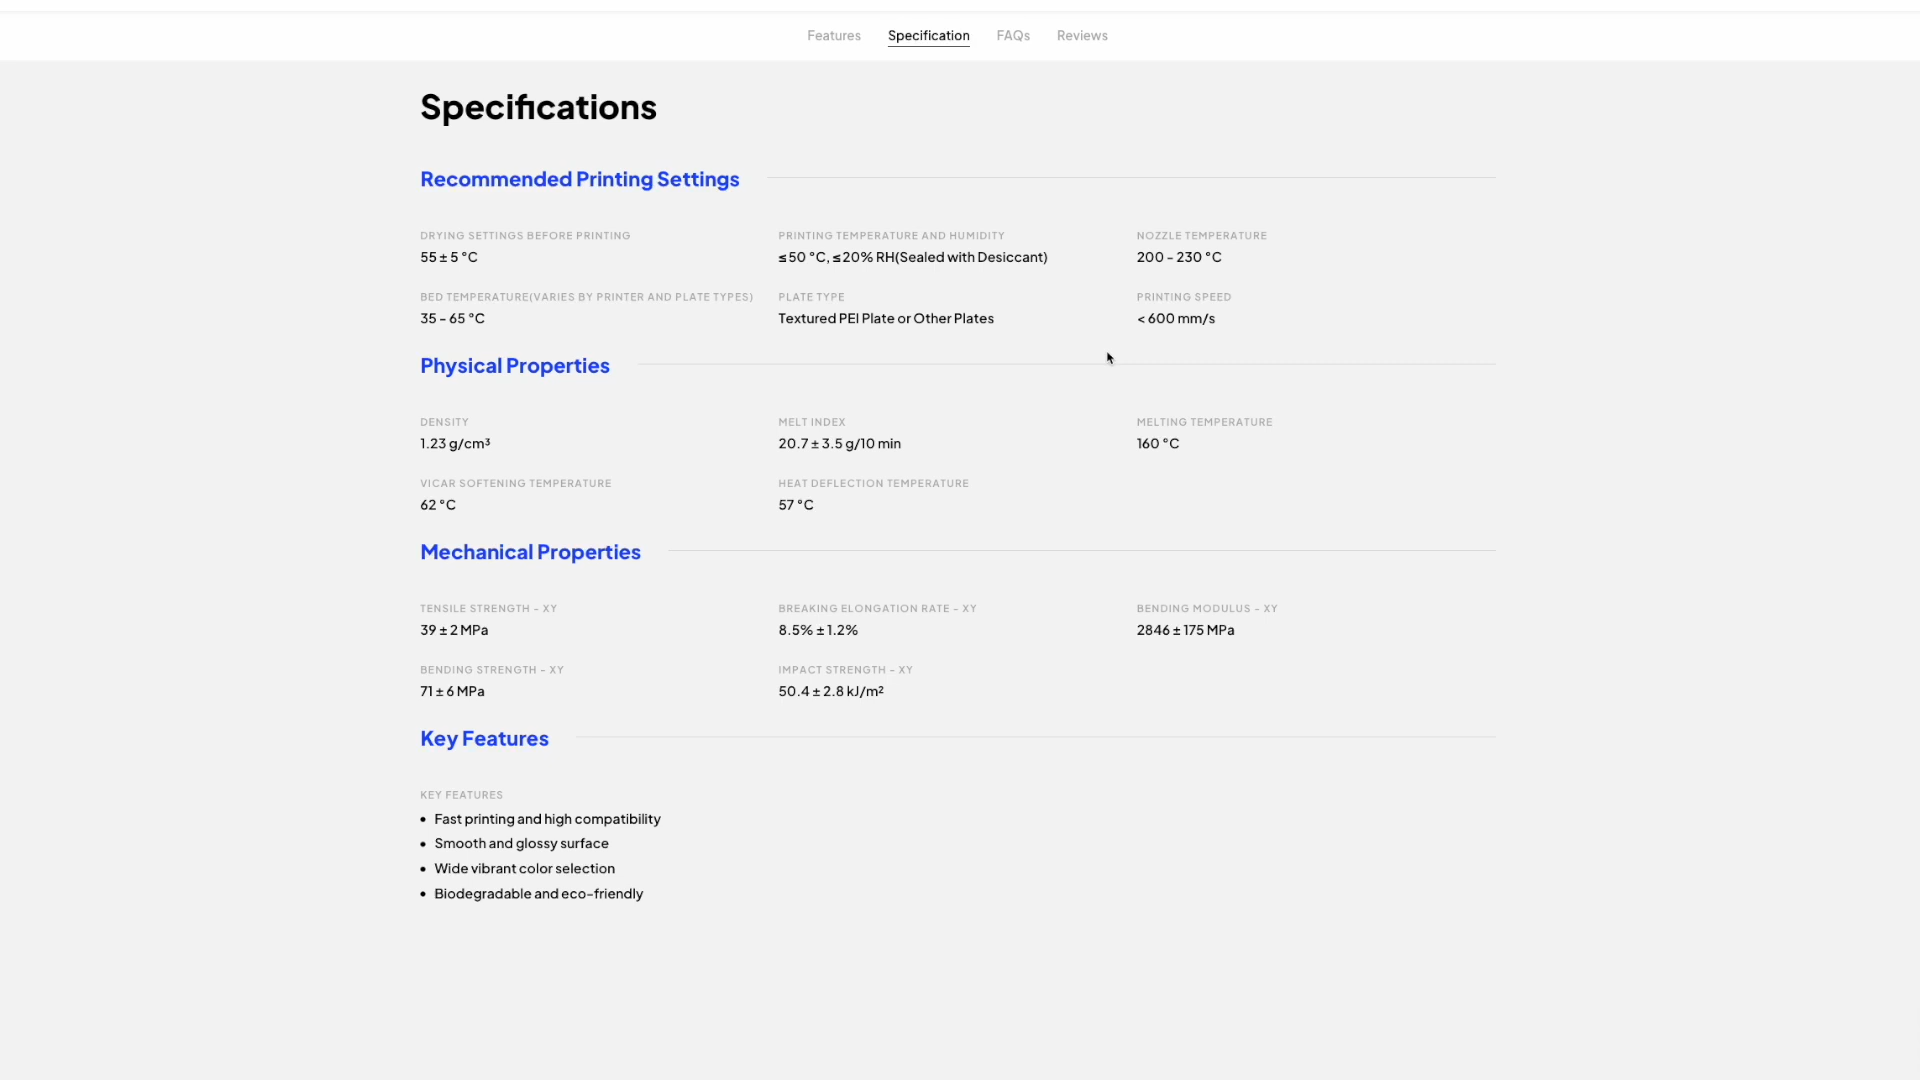 Features Specification FAQs Reviews
Specifications
Recommended Printing Settings
DRYING SETTINGS BEFORE PRINTING PRINTING TEMPERATURE AND HUMIDITY NOZZLE TEMPERATURE
55 ± 5 °C ≤ 50 °C, ≤ 20% RH(Sealed with Desiccant) 200 - 230 °C
BED TEMPERATURE(VARIES BY PRINTER AND PLATE TYPES) PLATE TYPE PRINTING SPEED
35 - 65 °C Textured PEI Plate or Other Plates < 600 mm/s
Physical Properties
DENSITY MELT INDEX MELTING TEMPERATURE
1.23 g/cm³ 20.7 ± 3.5 g/10 min 160 °C
VICAR SOFTENING TEMPERATURE HEAT DEFLECTION TEMPERATURE
62 °C 57 °C
Mechanical Properties
TENSILE STRENGTH - XY BREAKING ELONGATION RATE - XY BENDING MODULUS - XY
39 ± 2 MPa 8.5% ± 1.2% 2846 ± 175 MPa
BENDING STRENGTH - XY IMPACT STRENGTH - XY
71 ± 6 MPa 50.4 ± 2.8 kJ/m²
Key Features
KEY FEATURES
• Fast printing and high compatibility
• Smooth and glossy surface
• Wide vibrant color selection
• Biodegradable and eco-friendly